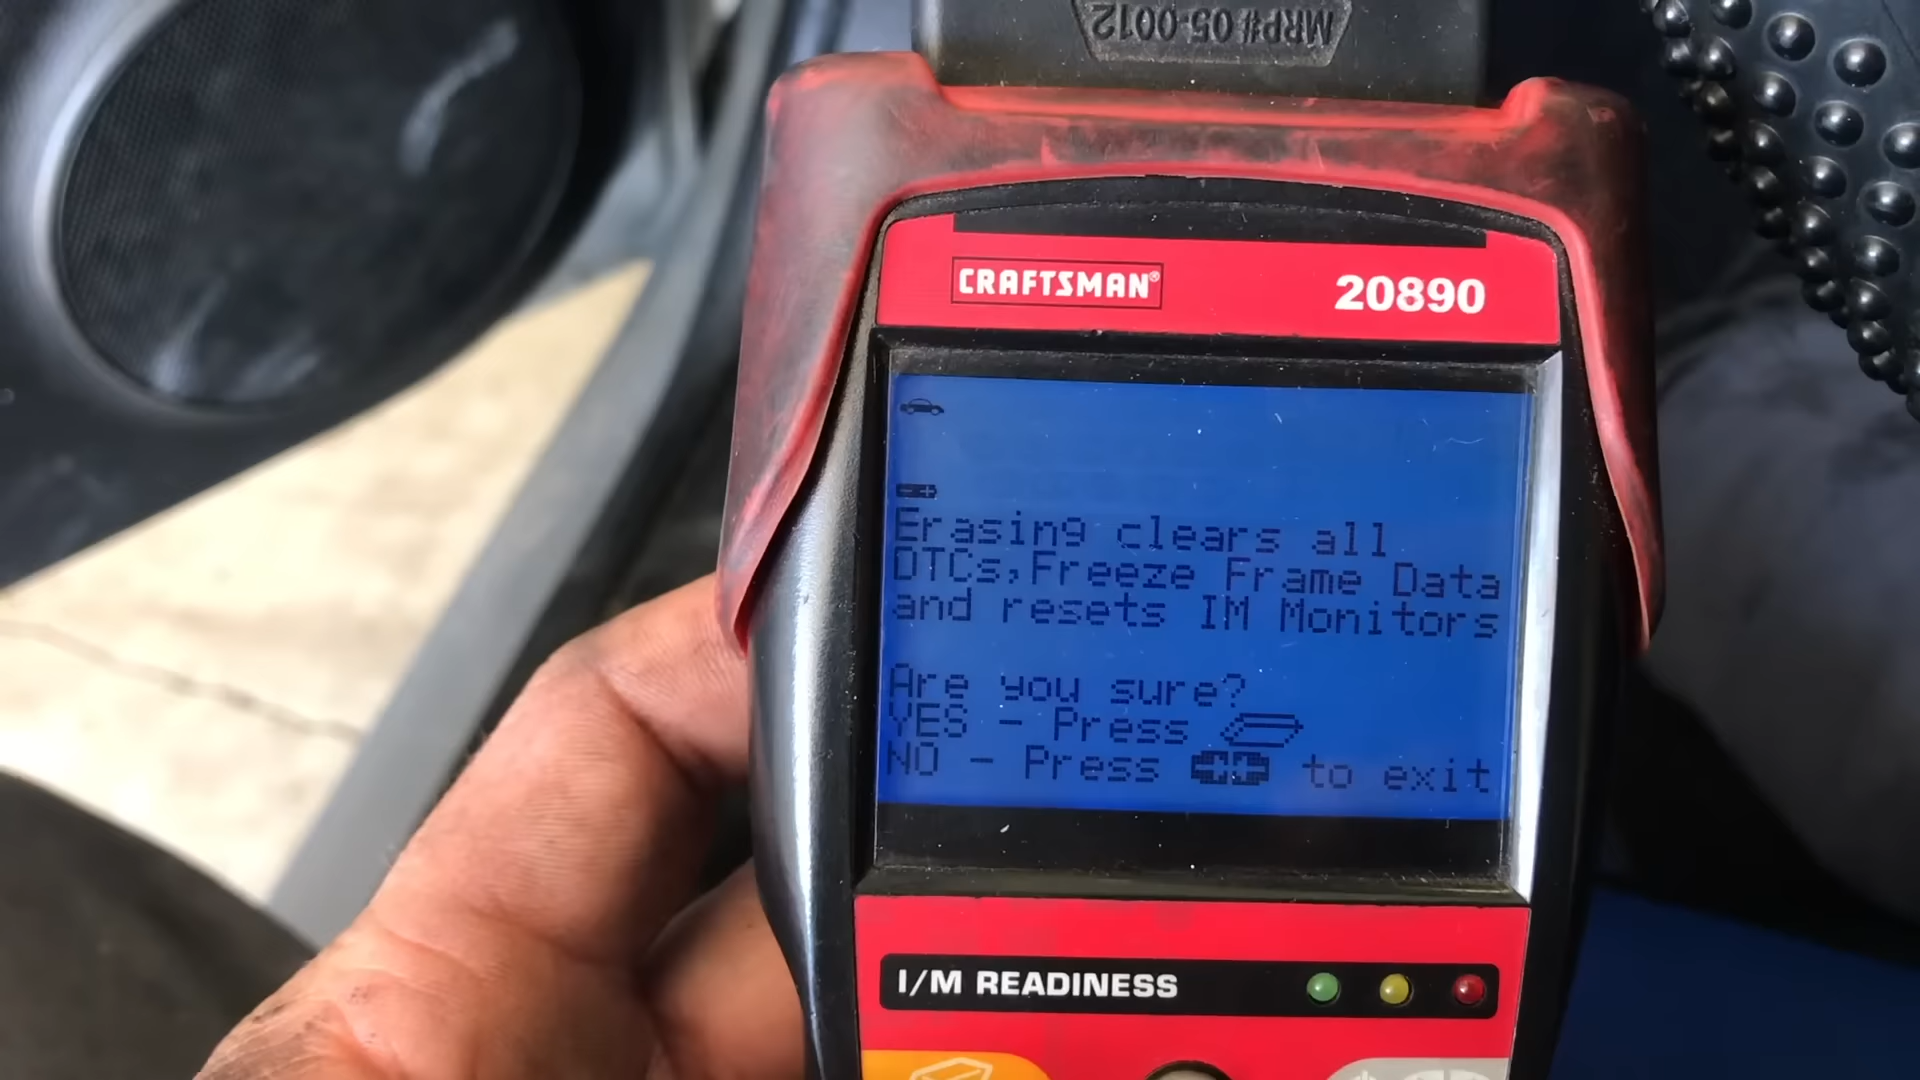 MRP# 05-0012
CRAFTSMAN®
20890
Erasing clears all
DTCs,Freeze Frame Data
and resets IM Monitors
Are you sure?
YES - Press
NO - Press to exit
I/M READINESS